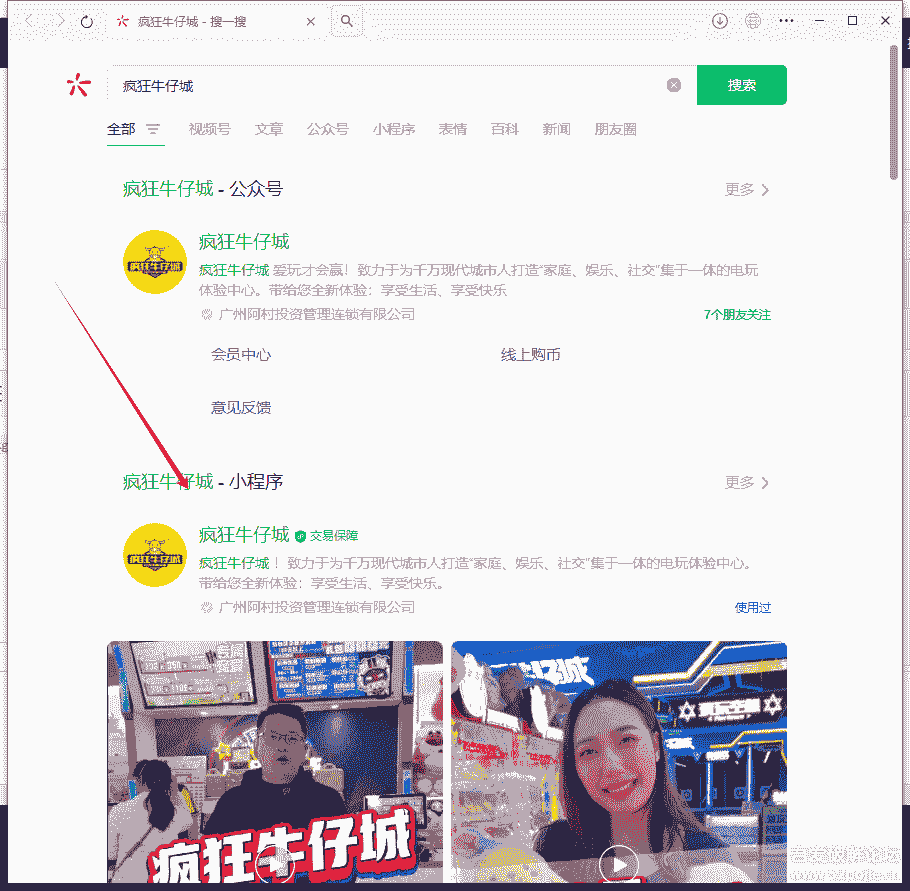 疯狂牛仔城 - 搜一搜
疯狂牛仔城
搜索
全部
视频号
文章
公众号
小程序
表情
百科
新闻
朋友圈
疯狂牛仔城 - 公众号
更多
疯狂牛仔城
疯狂牛仔城
疯狂牛仔城 爱玩才会赢！致力于为千万现代城市人打造“家庭、娱乐、社交”集于一体的电玩
体验中心。带给您全新体验：享受生活、享受快乐
广州阿村投资管理连锁有限公司
7个朋友关注
会员中心
线上购币
意见反馈
疯狂牛仔城 - 小程序
更多
疯狂牛仔城
疯狂牛仔城
交易保障
疯狂牛仔城！致力于为千万现代城市人打造“家庭、娱乐、社交”集于一体的电玩体验中心。
带给您全新体验：享受生活、享受快乐。
广州阿村投资管理连锁有限公司
使用过
疯狂牛仔城